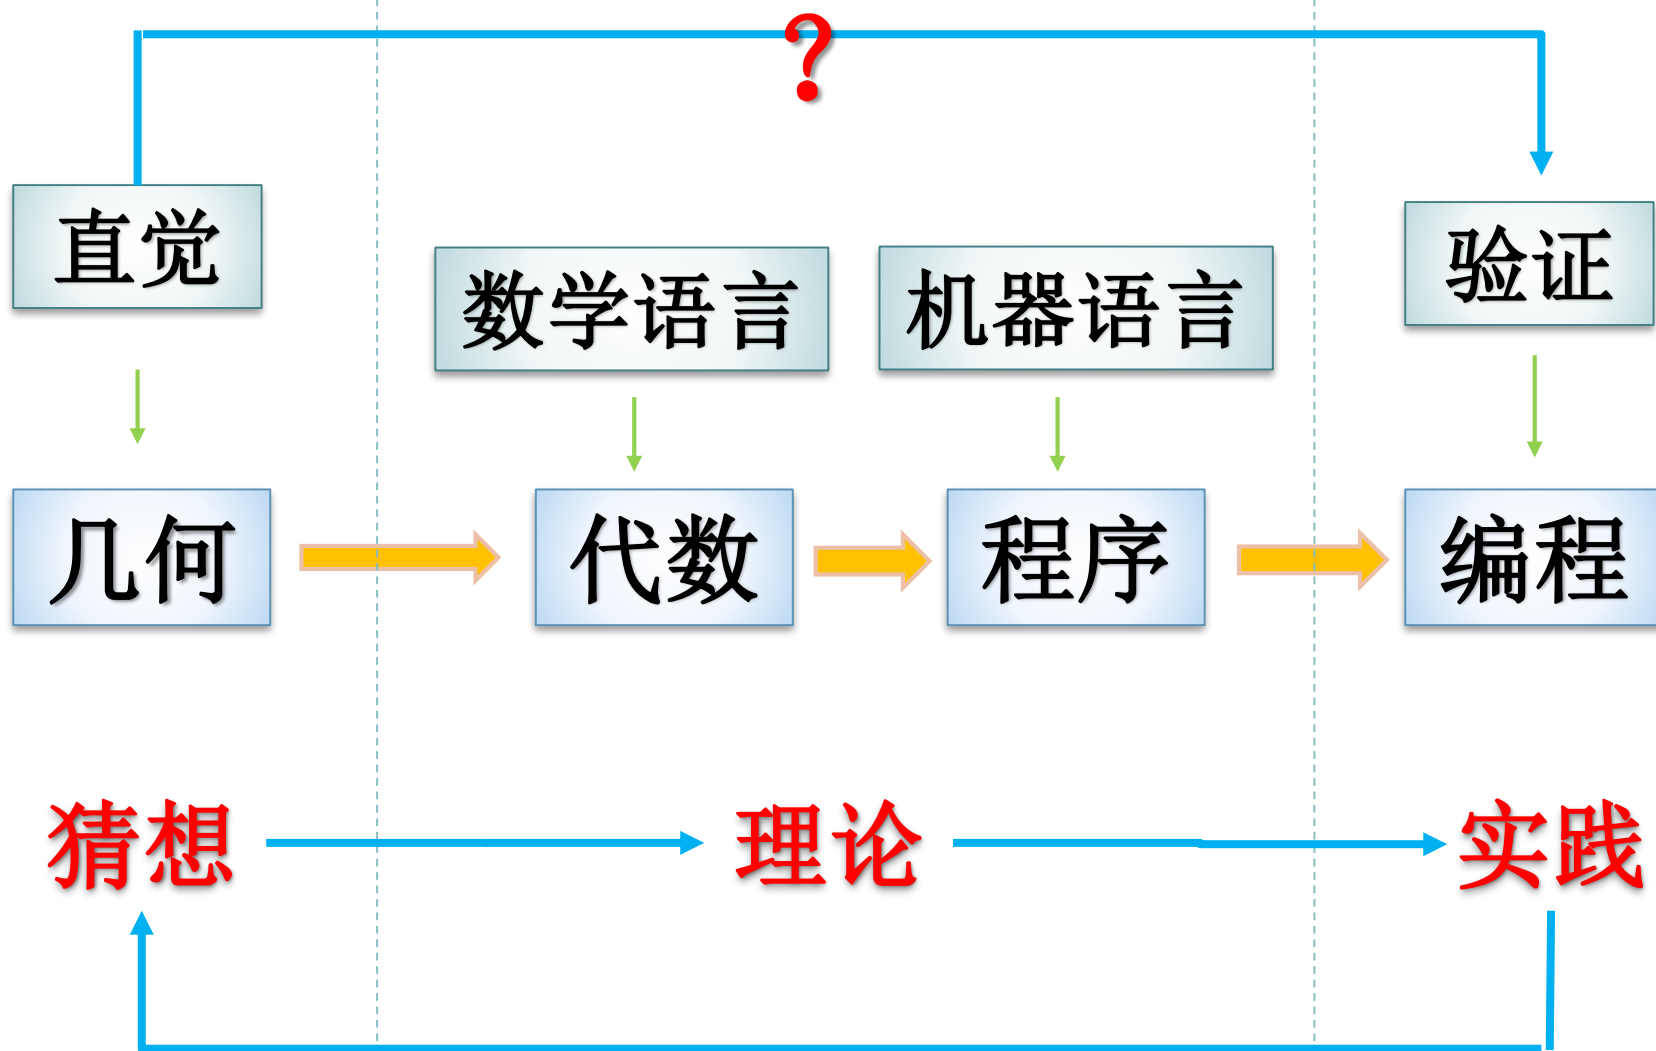 ?
直觉
数学语言
机器语言
验证
几何
代数
程序
编程
猜想
理论
实践